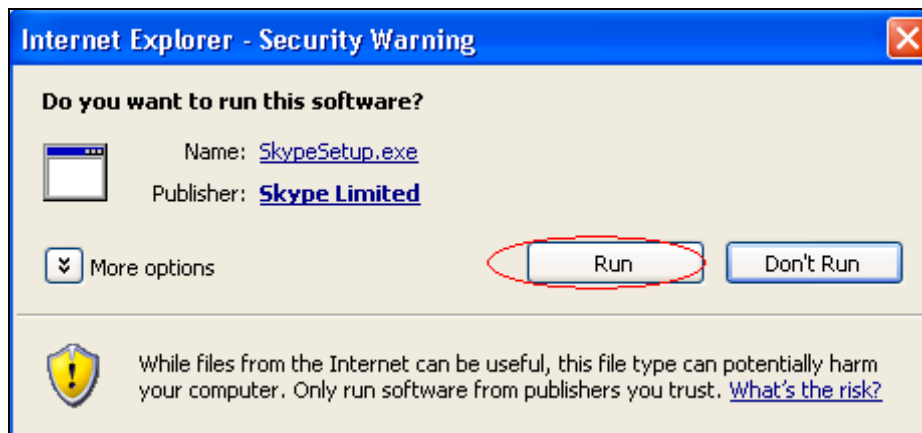 Internet Explorer - Security Warning
Do you want to run this software?
Name: SkypeSetup.exe
Publisher: Skype Limited
More options
Run
Don't Run
While files from the Internet can be useful, this file type can potentially harm
your computer. Only run software from publishers you trust. What's the risk?